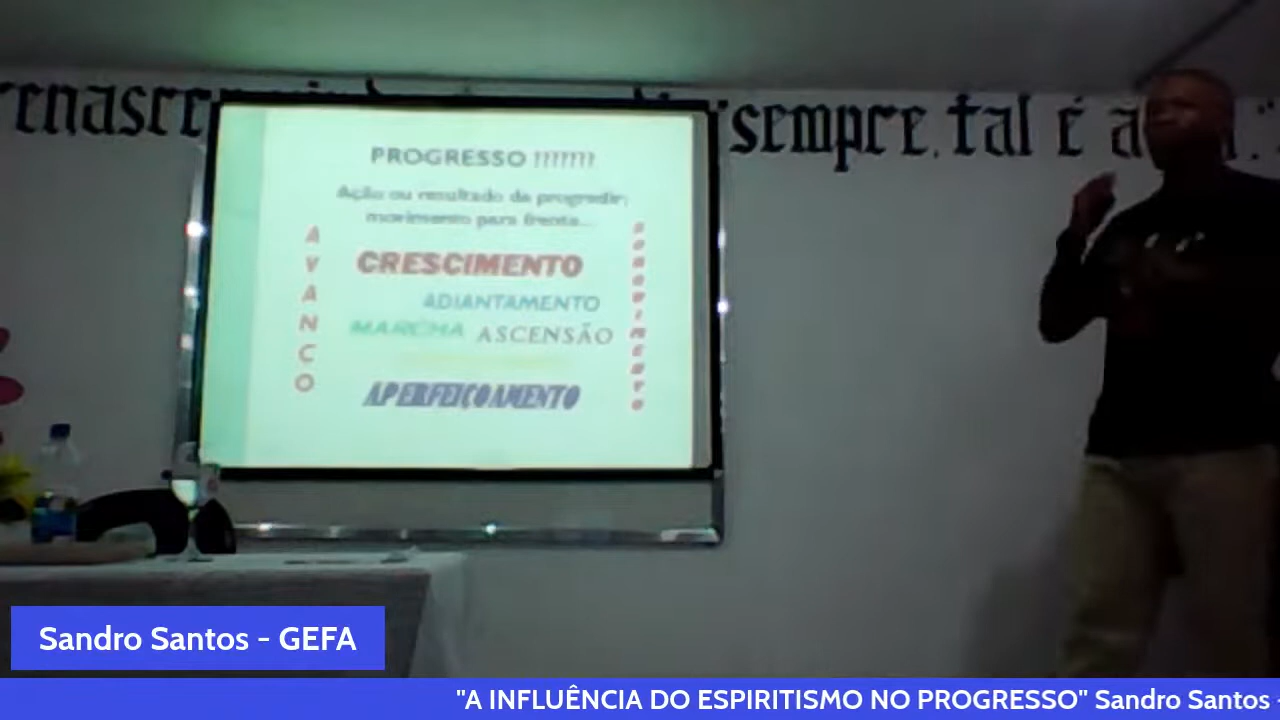 renascer
sempre, tal é a
PROGRESSO ???????
Ação ou resultado da progredir;
movimento para frente...
AVANÇO
CRESCIMENTO
ADIANTAMENTO
MARCHA ASCENSÃO
APERFEIÇOAMENTO
Sandro Santos - GEFA
"A INFLUÊNCIA DO ESPIRITISMO NO PROGRESSO" Sandro Santos